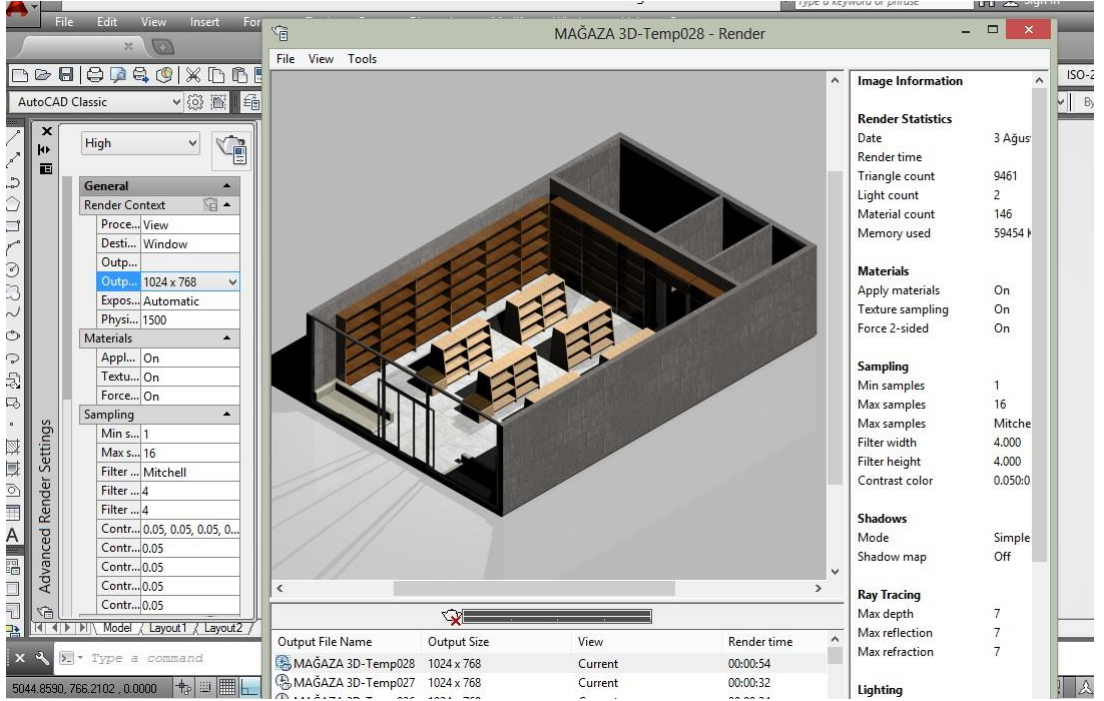 Type a keyword or phrase
Sign In
File Edit View Insert
MAĞAZA 3D-Temp028 - Render
File View Tools
ISO-2
AutoCAD Classic
By
High
General
Render Context
Proce... View
Desti... Window
Outp...
Outp... 1024 x 768
Expos... Automatic
Physi... 1500
Materials
Appl... On
Textu... On
Force... On
Sampling
Min s... 1
Max s... 16
Filter ... Mitchell
Filter ... 4
Filter ... 4
Contr... 0.05, 0.05, 0.05, 0...
Contr... 0.05
Contr... 0.05
Contr... 0.05
Contr... 0.05
Advanced Render Settings
Image Information
Render Statistics
Date 3 Ağus
Render time
Triangle count 9461
Light count 2
Material count 146
Memory used 59454 K
Materials
Apply materials On
Texture sampling On
Force 2-sided On
Sampling
Min samples 1
Max samples 16
Max samples Mitche
Filter width 4.000
Filter height 4.000
Contrast color 0.050:0
Shadows
Mode Simple
Shadow map Off
Ray Tracing
Max depth 7
Max reflection 7
Max refraction 7
Lighting
Model Layout1 Layout2
Output File Name Output Size View Render time
MAĞAZA 3D-Temp028 1024 x 768 Current 00:00:54
MAĞAZA 3D-Temp027 1024 x 768 Current 00:00:32
Type a command
5044.8590, 766.2102 , 0.0000